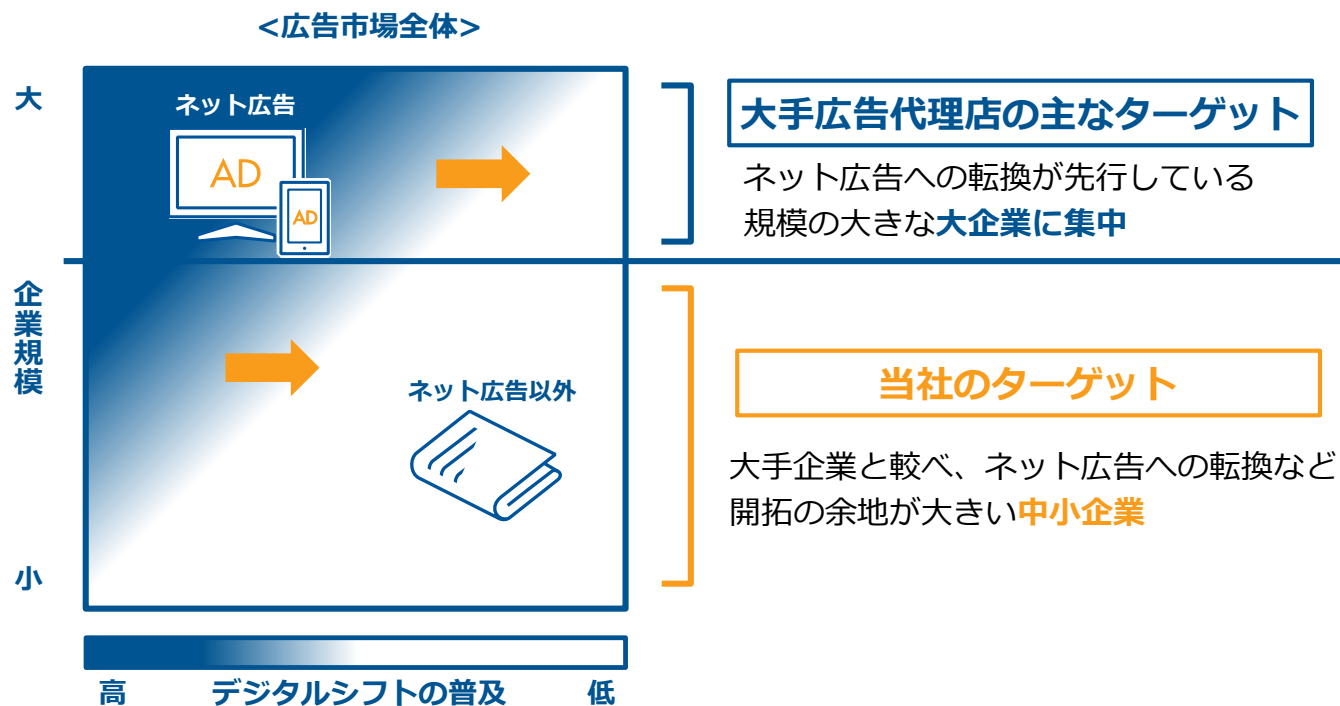 <広告市場全体>
大
ネット広告
AD
AD
企業規模
ネット広告以外
小
高 デジタルシフトの普及 低
大手広告代理店の主なターゲット
ネット広告への転換が先行している
規模の大きな大企業に集中
当社のターゲット
大手企業と較べ、ネット広告への転換など
開拓の余地が大きい中小企業